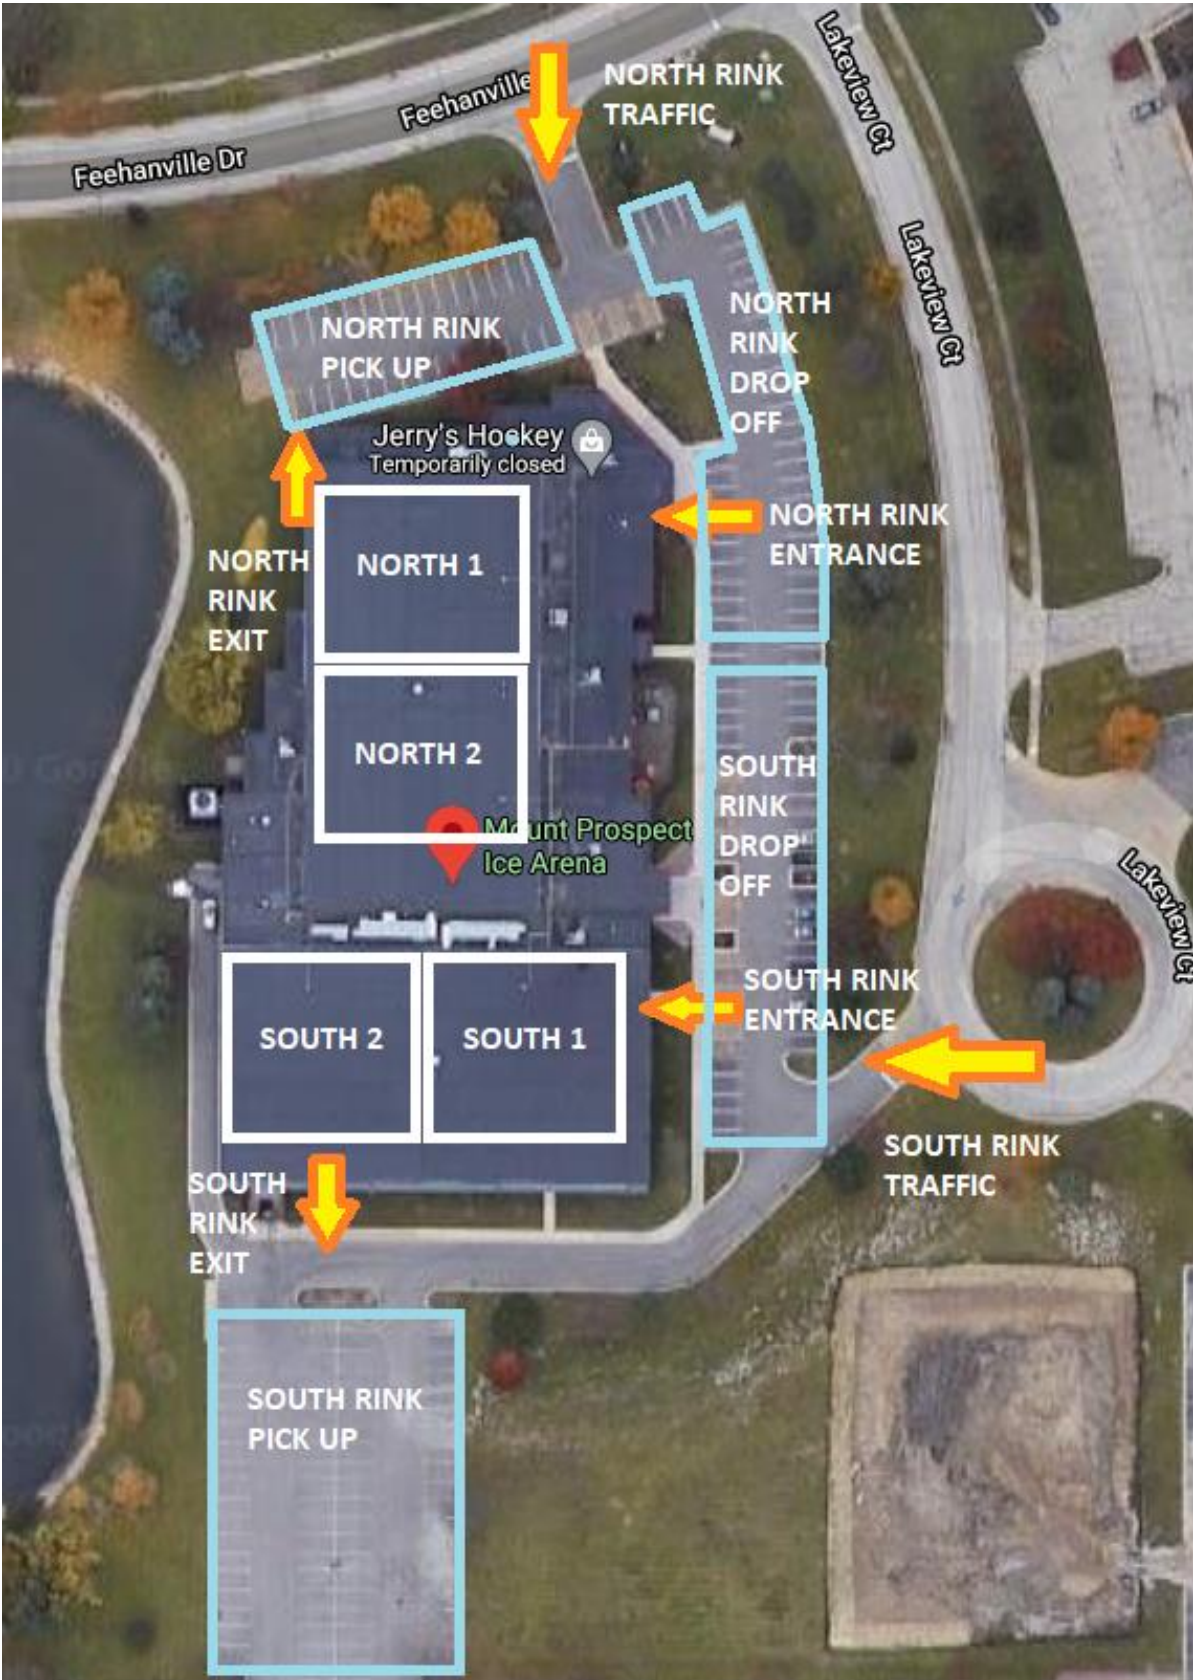 NORTH RINK
TRAFFIC
Feehanville
Feehanville Dr
Lakeview Ct
Lakeview Ct
NORTH RINK
PICK UP
NORTH
RINK
DROP
OFF
Jerry's Hockey
Temporarily closed
NORTH RINK
ENTRANCE
NORTH
RINK
EXIT
NORTH 1
NORTH 2
SOUTH
RINK
DROP
OFF
Mount Prospect
Ice Arena
Lakeview Ct
SOUTH RINK
ENTRANCE
SOUTH 2
SOUTH 1
SOUTH RINK
TRAFFIC
SOUTH
RINK
EXIT
SOUTH RINK
PICK UP